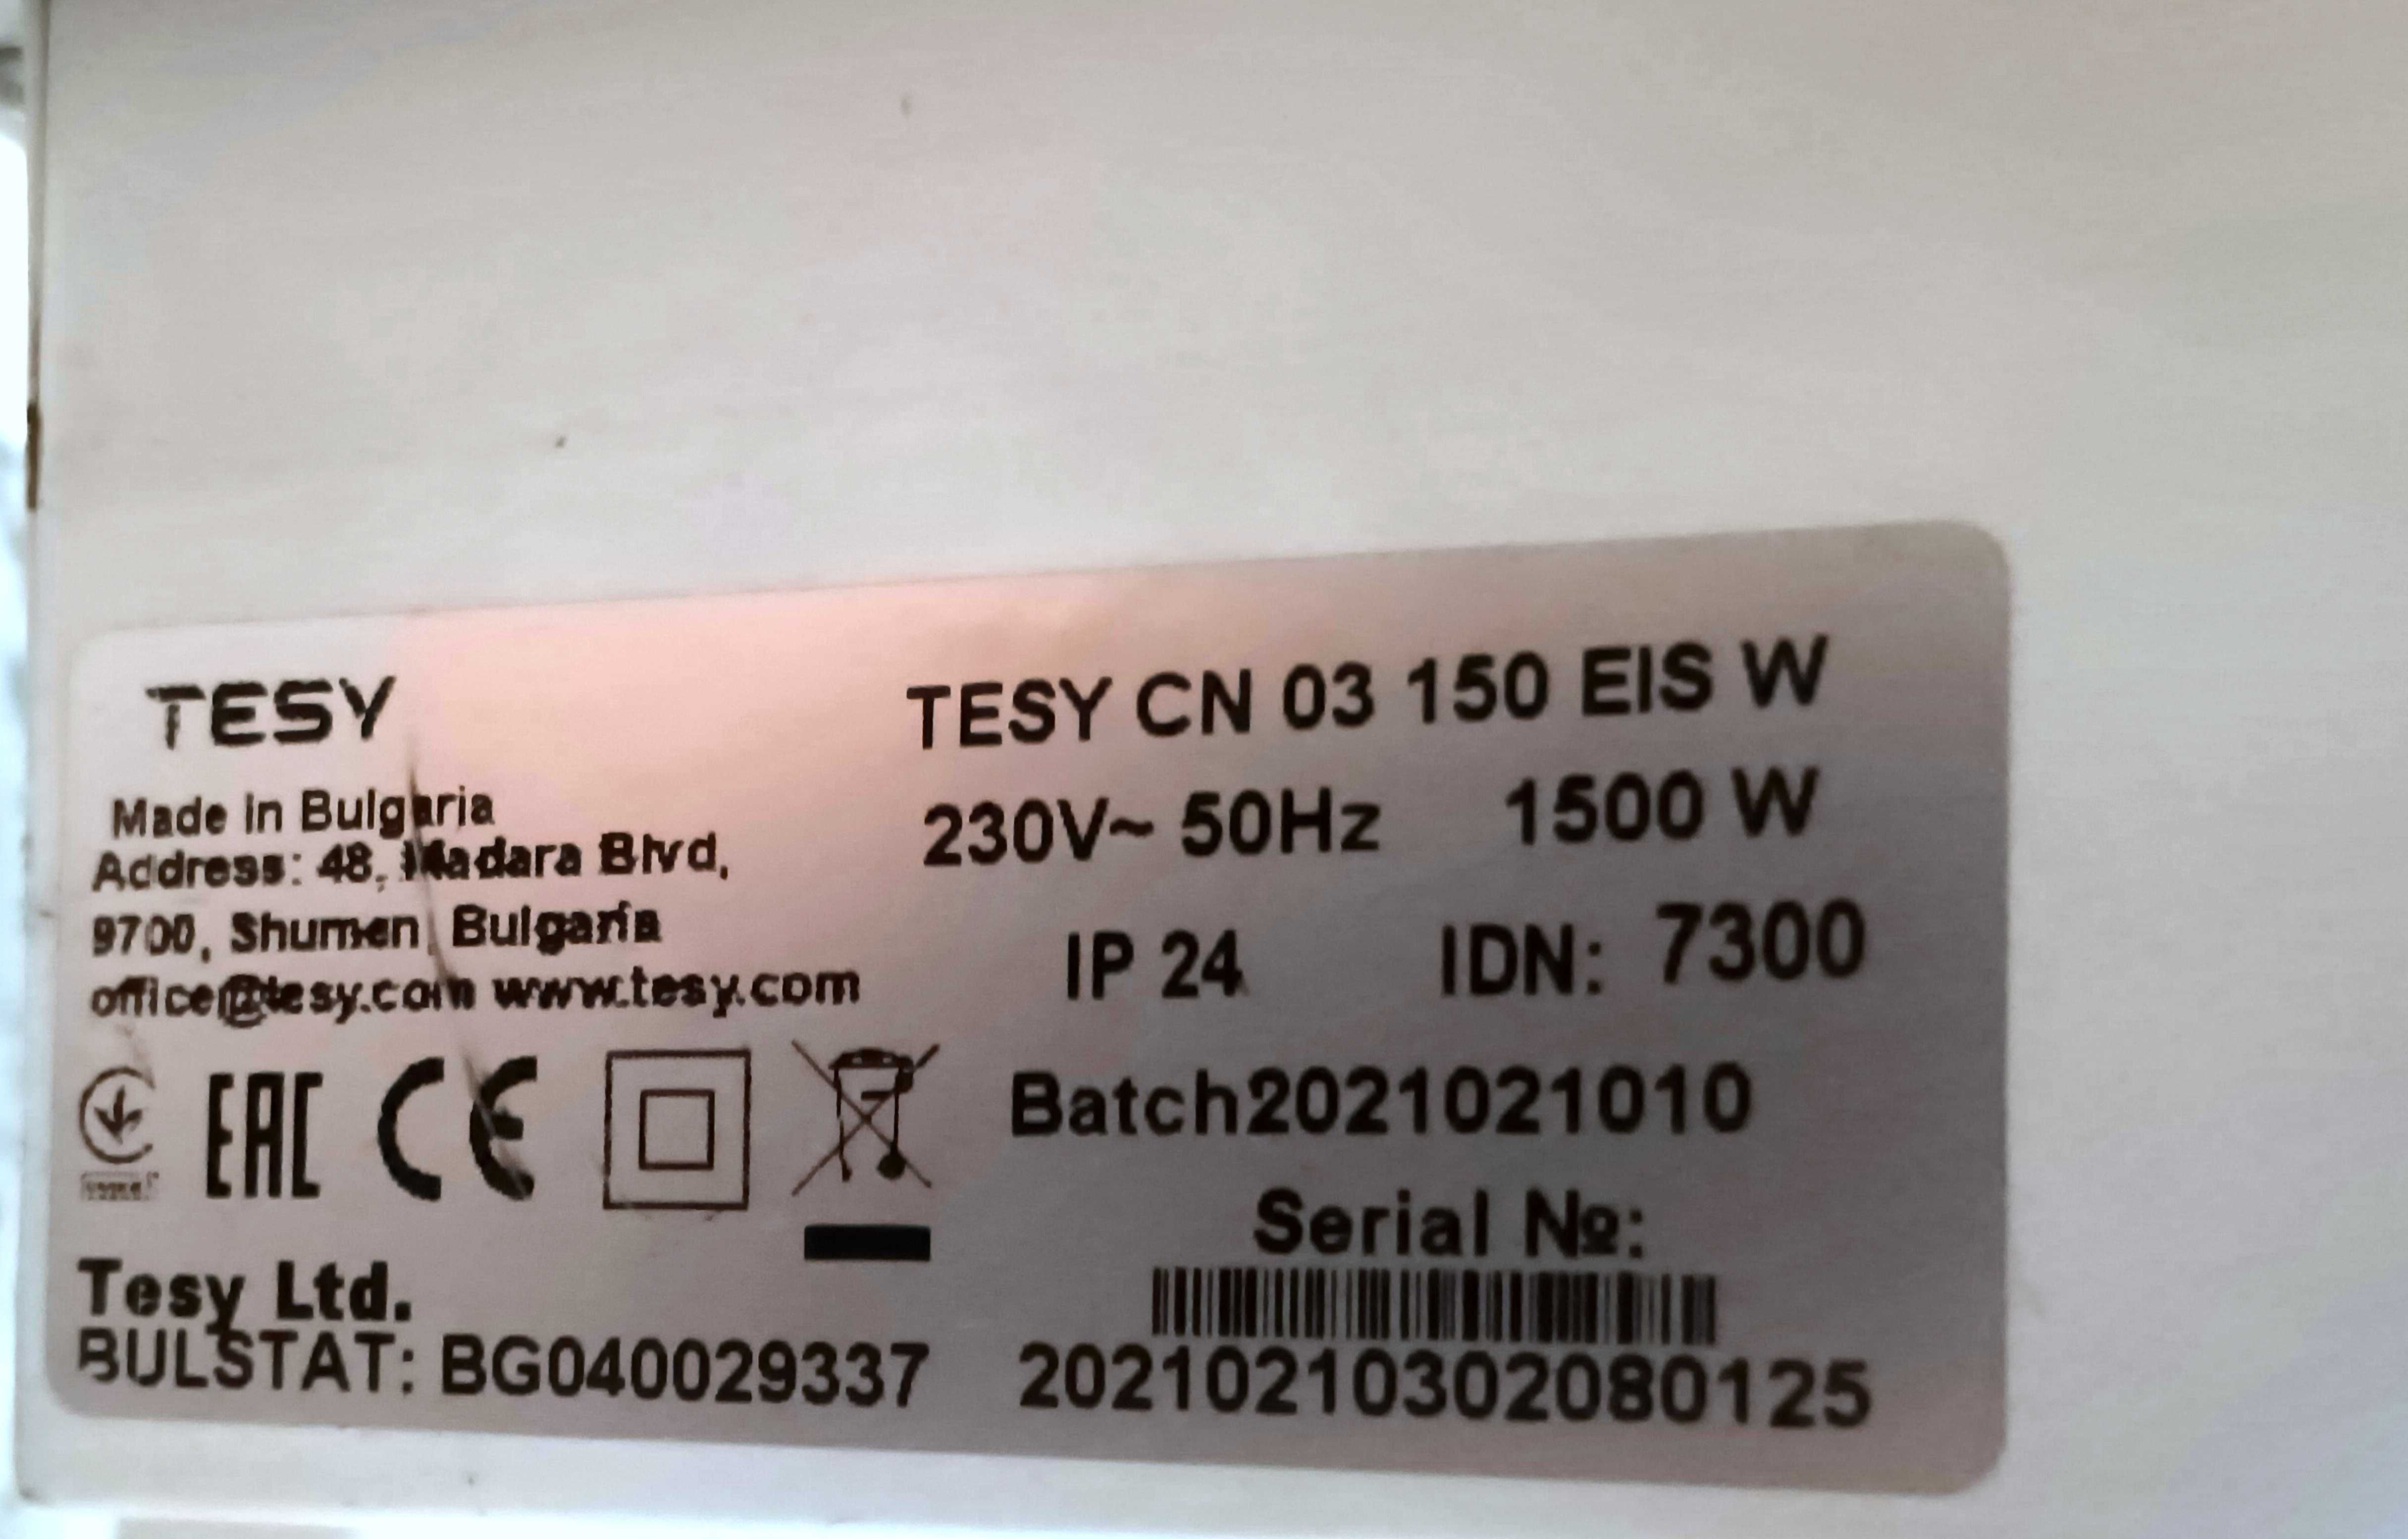 TESY
Made in Bulgaria
Address: 48, Madara Blvd,
9700, Shumen, Bulgaria
office@tesy.com www.tesy.com
EAC CE
Tesy Ltd.
BULSTAT: BG040029337
TESY CN 03 150 EIS W
230V~ 50Hz 1500 W
IP 24 IDN: 7300
Batch2021021010
Serial №:
20210210302080125